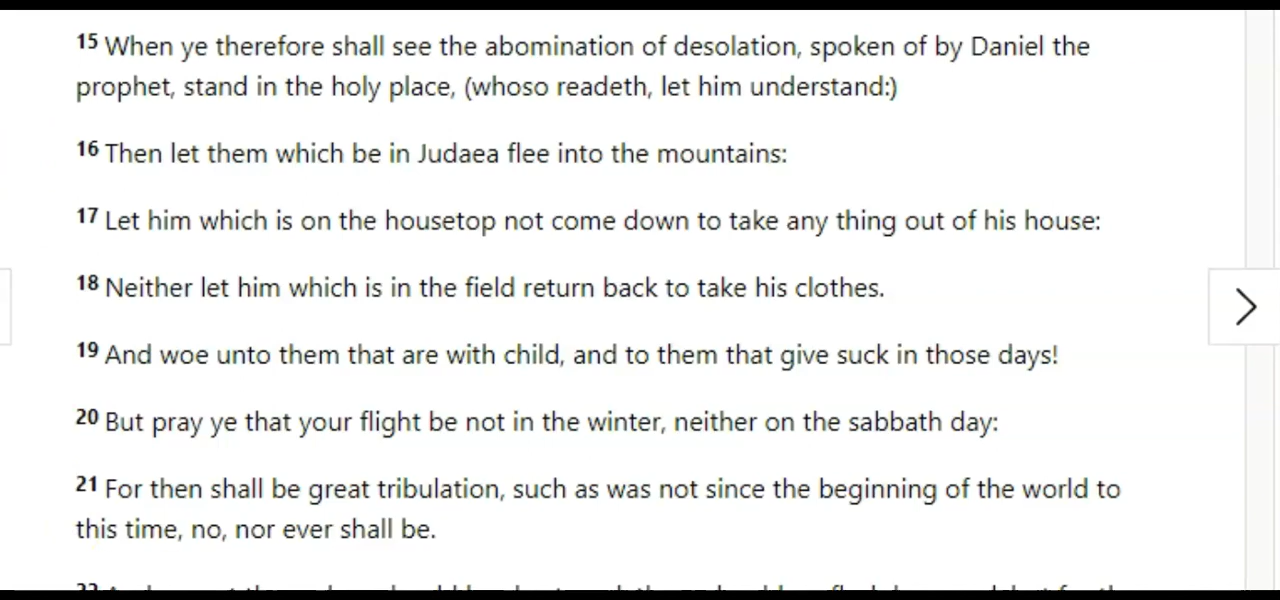 15 When ye therefore shall see the abomination of desolation, spoken of by Daniel the
prophet, stand in the holy place, (whoso readeth, let him understand:)
16 Then let them which be in Judaea flee into the mountains:
17 Let him which is on the housetop not come down to take any thing out of his house:
18 Neither let him which is in the field return back to take his clothes.
19 And woe unto them that are with child, and to them that give suck in those days!
20 But pray ye that your flight be not in the winter, neither on the sabbath day:
21 For then shall be great tribulation, such as was not since the beginning of the world to
this time, no, nor ever shall be.